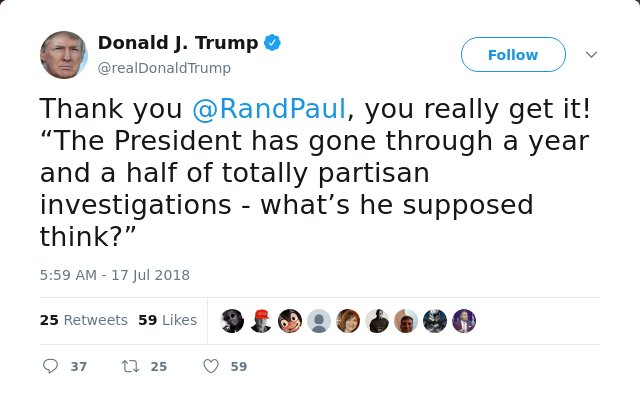 Donald J. Trump
@realDonaldTrump
Follow
Thank you @RandPaul, you really get it!
“The President has gone through a year
and a half of totally partisan
investigations - what’s he supposed
think?”
5:59 AM - 17 Jul 2018
25 Retweets 59 Likes
37 25 59